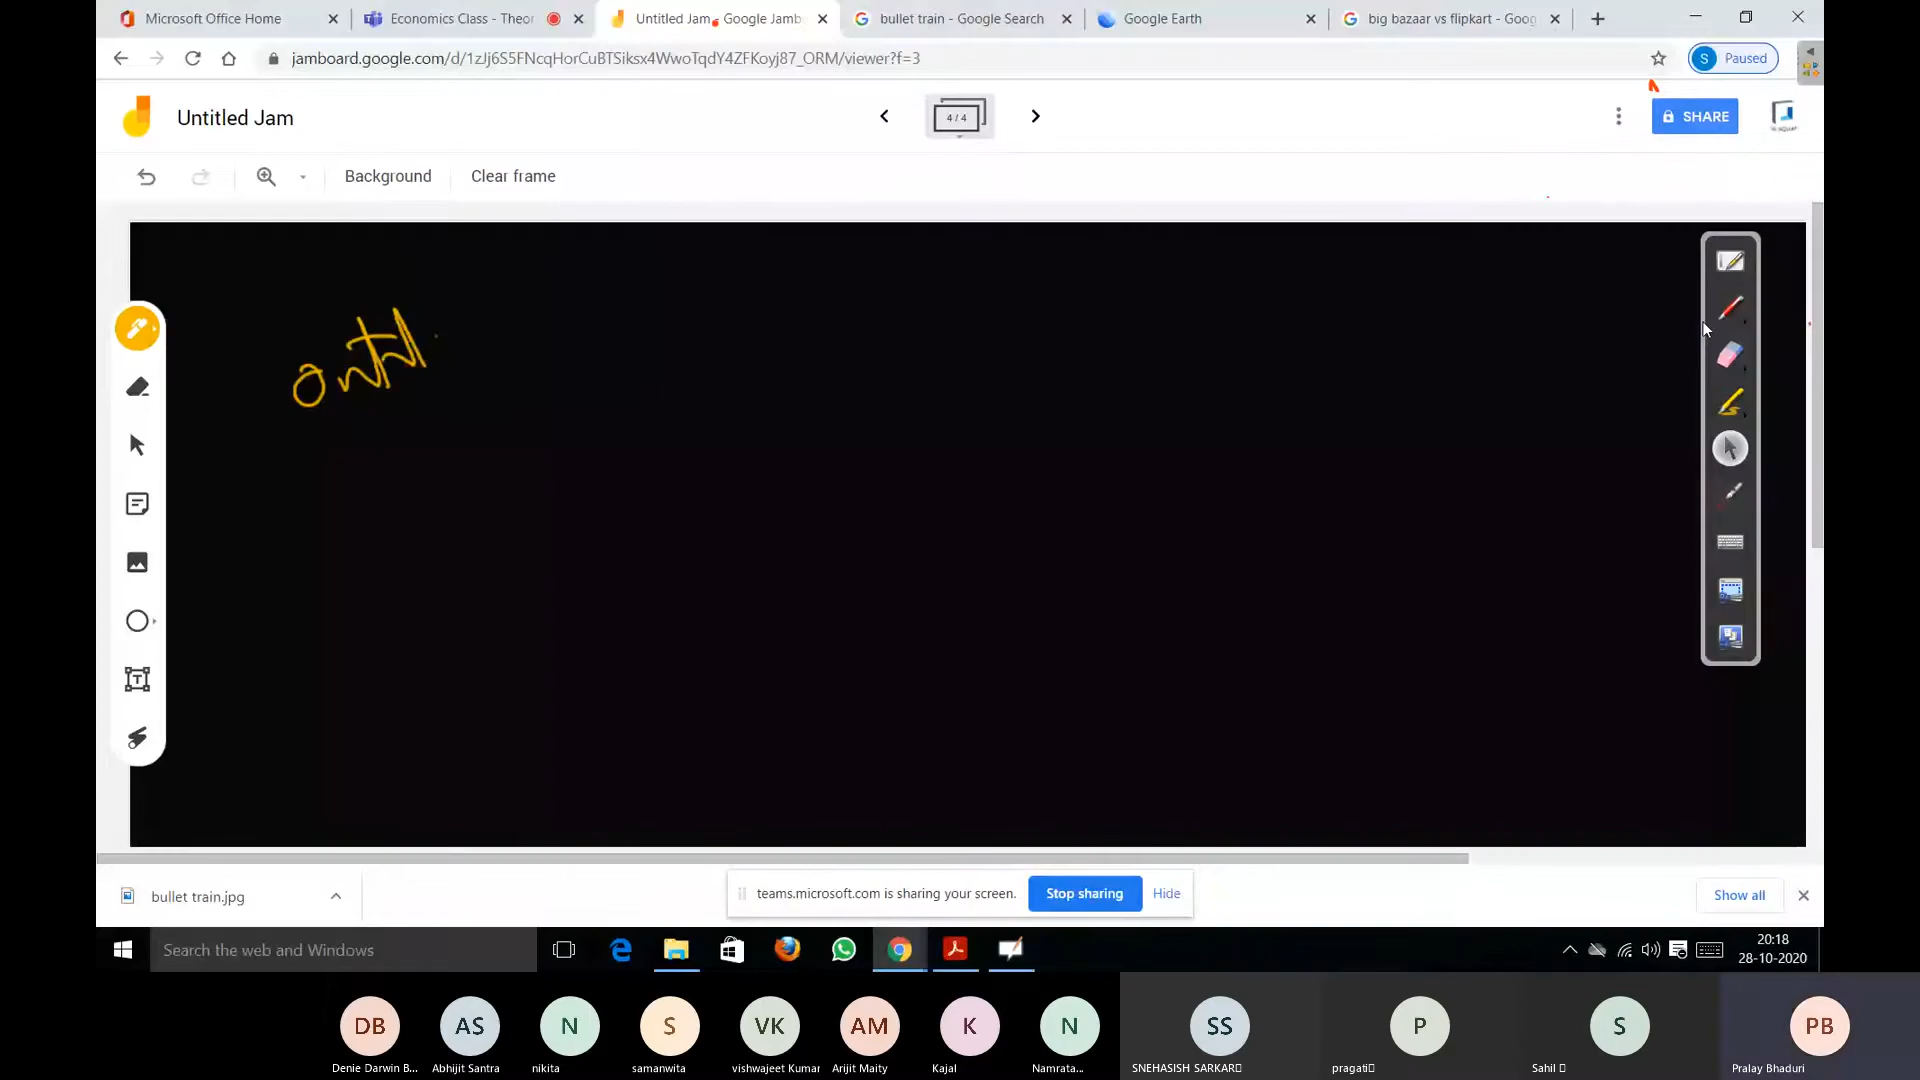 Microsoft Office Home
Economics Class - Theor
Untitled Jam - Google Jamb
bullet train - Google Search
Google Earth
big bazaar vs flipkart - Goog
jamboard.google.com/d/1zJj6S5FNcqHorCuBTSiksx4WwoTqdY4ZFKoyj87_ORM/viewer?f=3
S Paused
Untitled Jam
4 / 4
SHARE
Background
Clear frame
bullet train.jpg
teams.microsoft.com is sharing your screen.
Stop sharing
Hide
Show all
Search the web and Windows
20:18
28-10-2020
DB AS N S VK AM K N SS P S PB
Denie Darwin B... Abhijit Santra nikita samanwita vishwajeet Kumar Arijit Maity Kajal Namrata... SNEHASISH SARKAR pragati Sahil Pralay Bhaduri